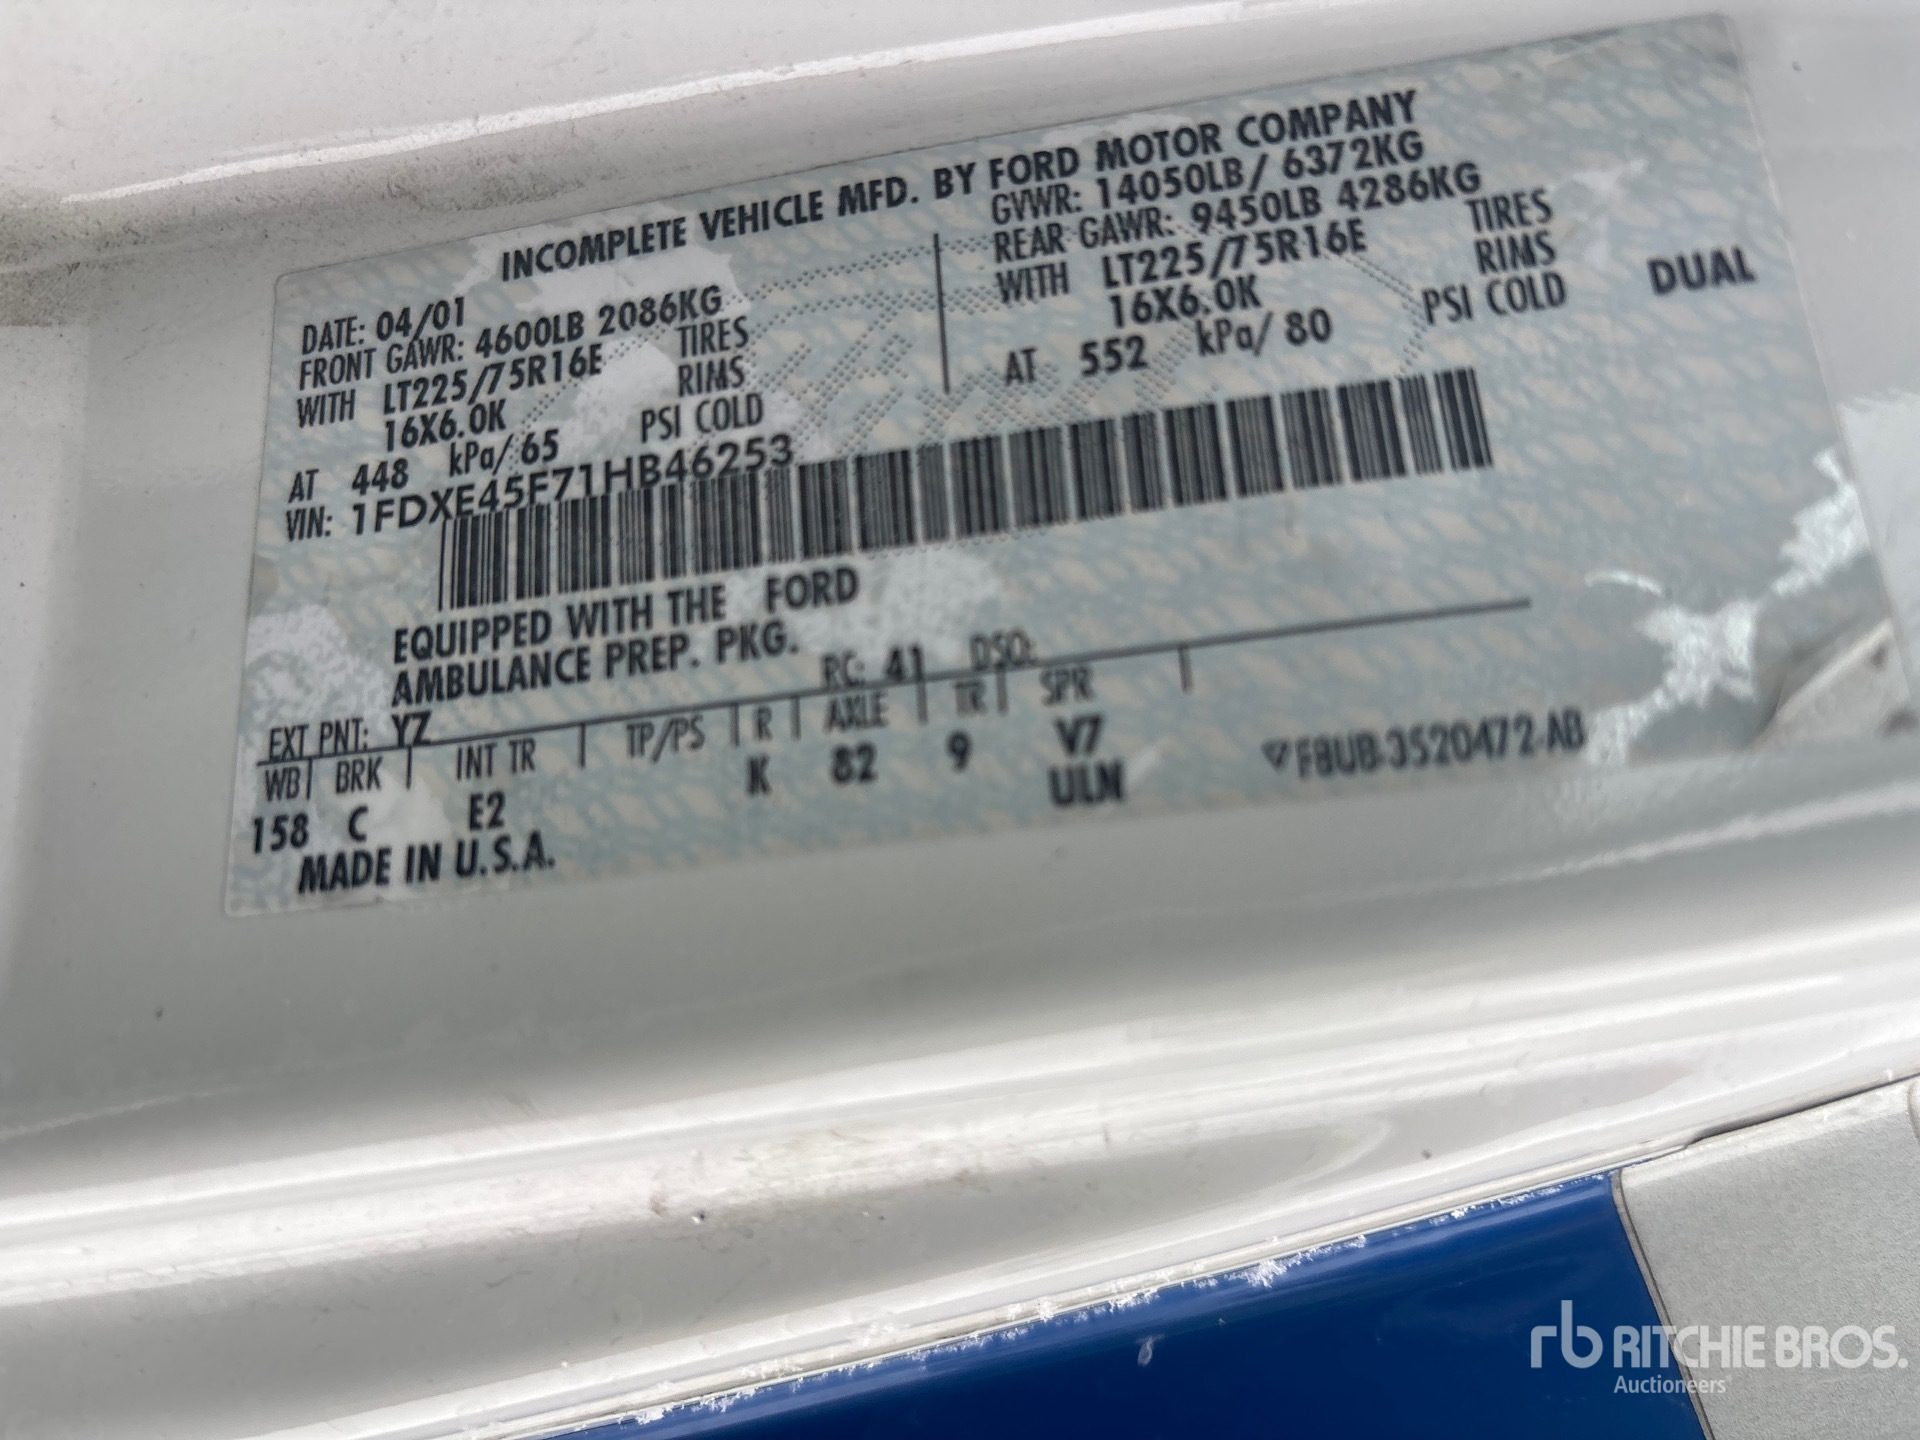 INCOMPLETE VEHICLE MFD. BY FORD MOTOR COMPANY
DATE: 04/01
GVWR: 14050LB/ 6372KG
FRONT GAWR: 4600LB 2086KG
REAR GAWR: 9450LB 4286KG
WITH LT225/75R16E TIRES
WITH LT225/75R16E TIRES
16X6.0K RIMS
16X6.0K RIMS
AT 448 kPa/ 65 PSI COLD
AT 552 kPa/ 80 PSI COLD
DUAL
VIN: 1FDXE45F71HB46253
EQUIPPED WITH THE FORD
AMBULANCE PREP. PKG.
EXT PNT: YZ RC: 41 DSO:
WB BRK INT TR TP/PS R AXLE TR SPR
158 C E2 K 82 9 V7
ULN
MADE IN U.S.A.
F8UB-3520472-AB
rb RITCHIE BROS.
Auctioneers